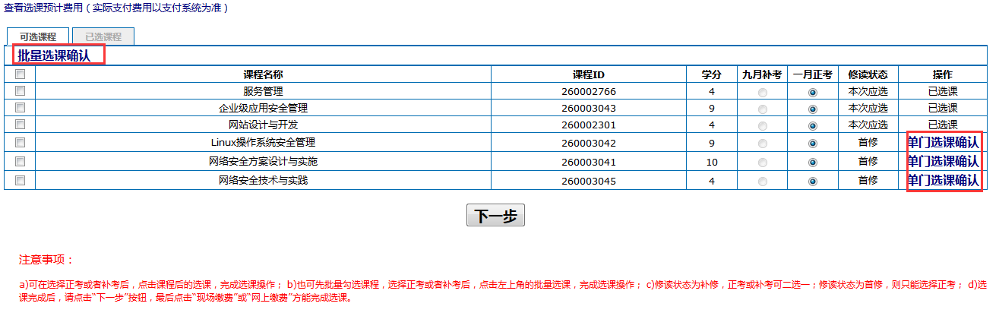 查看选课预计费用（实际支付费用以支付系统为准）
可选课程 已选课程
批量选课确认
课程名称 课程ID 学分 九月补考 一月正考 修读状态 操作
服务管理 260002766 4 本次应选 已选课
企业级应用安全管理 260003043 9 本次应选 已选课
网站设计与开发 260002301 4 本次应选 已选课
Linux操作系统安全管理 260003042 9 首修 单门选课确认
网络安全方案设计与实施 260003041 10 首修 单门选课确认
网络安全技术与实践 260003045 4 首修 单门选课确认
下一步
注意事项：
a)可在选择正考或者补考后，点击课程后的选课，完成选课操作； b)也可先批量勾选课程，选择正考或者补考后，点击左上角的批量选课，完成选课操作； c)修读状态为补修，正考或补考可二选一；修读状态为首修，则只能选择正考； d)选
课完成后，请点击“下一步”按钮，最后点击“现场缴费”或“网上缴费”方能完成选课。